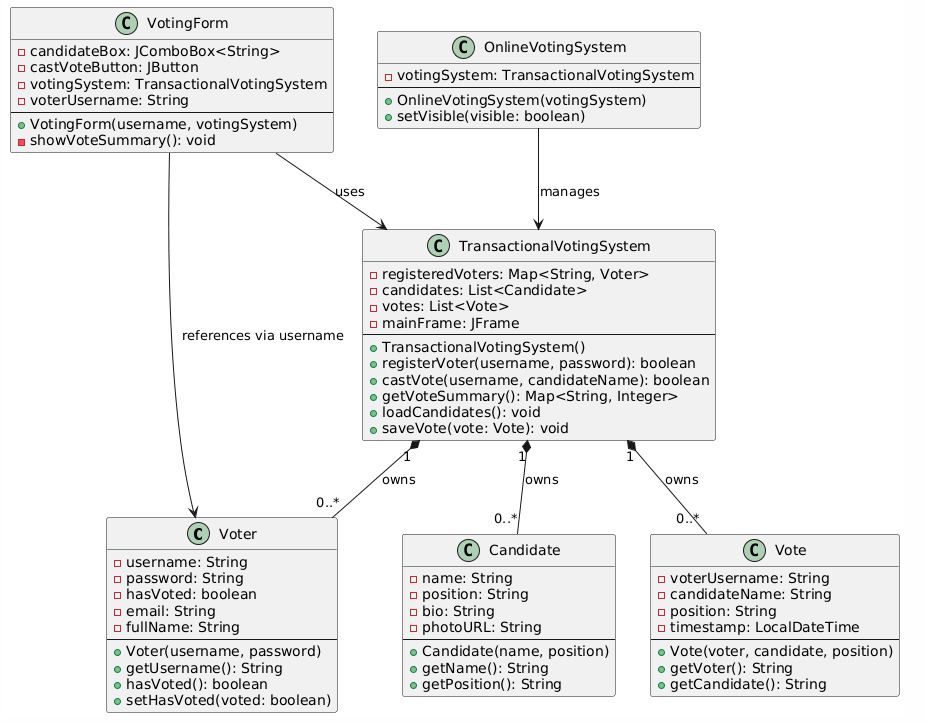 C VotingForm
candidateBox: JComboBox<String>
castVoteButton: JButton
votingSystem: TransactionalVotingSystem
voterUsername: String
VotingForm(username, votingSystem)
showVoteSummary(): void
C OnlineVotingSystem
votingSystem: TransactionalVotingSystem
OnlineVotingSystem(votingSystem)
setVisible(visible: boolean)
uses
manages
references via username
C TransactionalVotingSystem
registeredVoters: Map<String, Voter>
candidates: List<Candidate>
votes: List<Vote>
mainFrame: JFrame
TransactionalVotingSystem()
registerVoter(username, password): boolean
castVote(username, candidateName): boolean
getVoteSummary(): Map<String, Integer>
loadCandidates(): void
saveVote(vote: Vote): void
1
owns
0..*
1
owns
0..*
1
owns
0..*
C Voter
username: String
password: String
hasVoted: boolean
email: String
fullName: String
Voter(username, password)
getUsername(): String
hasVoted(): boolean
setHasVoted(voted: boolean)
C Candidate
name: String
position: String
bio: String
photoURL: String
Candidate(name, position)
getName(): String
getPosition(): String
C Vote
voterUsername: String
candidateName: String
position: String
timestamp: LocalDateTime
Vote(voter, candidate, position)
getVoter(): String
getCandidate(): String